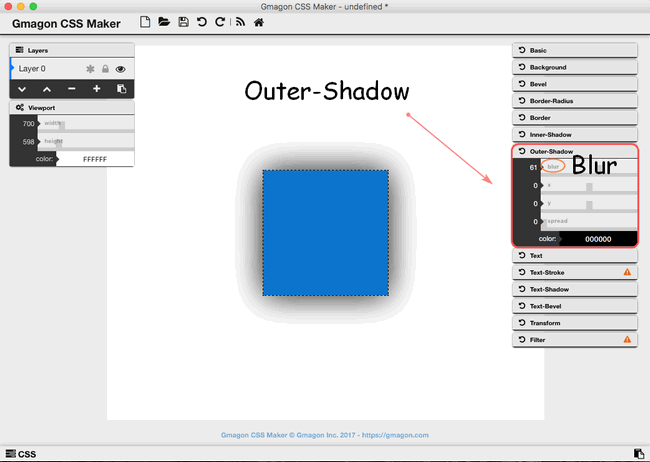 Gmagon CSS Maker - undefined *
Gmagon CSS Maker
Layers
Layer 0
Viewport
700 width
598 height
color: FFFFFF
Outer-Shadow
Basic
Background
Bevel
Border-Radius
Border
Inner-Shadow
Outer-Shadow
61 blur Blur
0 x
0 y
0 spread
color: 000000
Text
Text-Stroke
Text-Shadow
Text-Bevel
Transform
Filter
Gmagon CSS Maker © Gmagon Inc. 2017 - https://gmagon.com
CSS